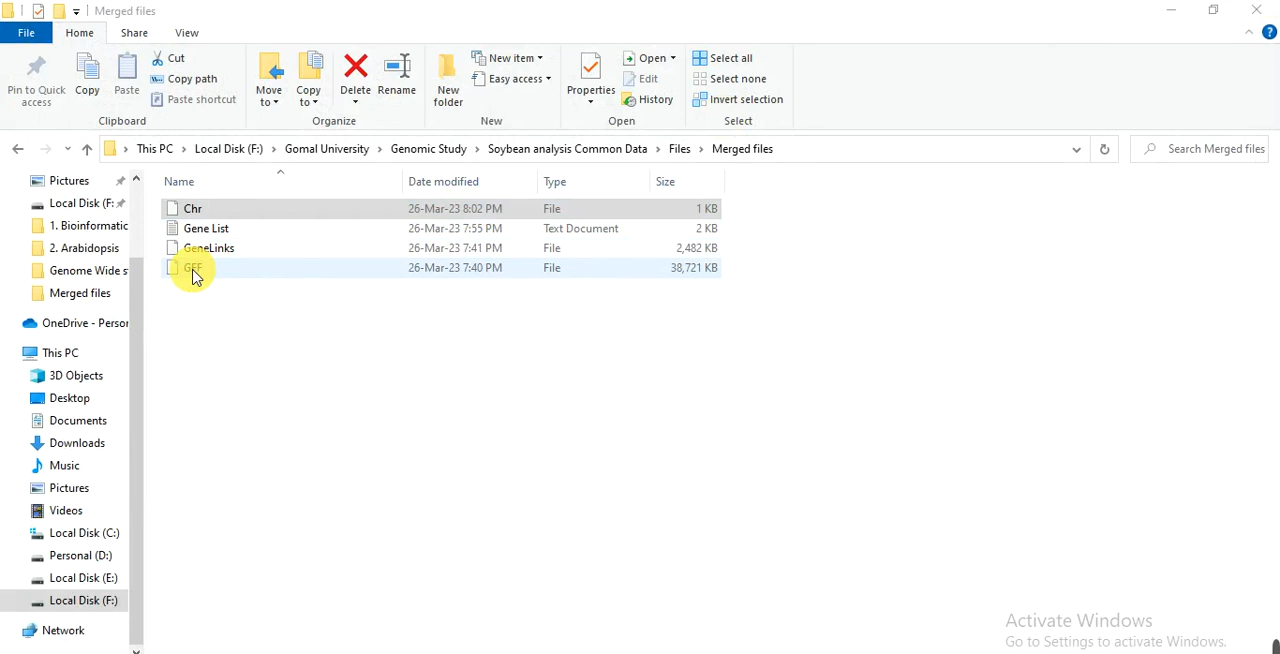 Merged files
File Home Share View
Pin to Quick access
Copy
Paste
Cut
Copy path
Paste shortcut
Clipboard
Move to
Copy to
Delete
Rename
Organize
New folder
New item
Easy access
New
Properties
Open
Edit
History
Open
Select all
Select none
Invert selection
Select
This PC > Local Disk (F:) > Gomal University > Genomic Study > Soybean analysis Common Data > Files > Merged files
Search Merged files
Name Date modified Type Size
Chr 26-Mar-23 8:02 PM File 1 KB
Gene List 26-Mar-23 7:55 PM Text Document 2 KB
GeneLinks 26-Mar-23 7:41 PM File 2,482 KB
GFF 26-Mar-23 7:40 PM File 38,721 KB
Pictures
Local Disk (F:
1. Bioinformatic
2. Arabidopsis
Genome Wide s
Merged files
OneDrive - Person
This PC
3D Objects
Desktop
Documents
Downloads
Music
Pictures
Videos
Local Disk (C:)
Personal (D:)
Local Disk (E:)
Local Disk (F:)
Network
Activate Windows
Go to Settings to activate Windows.